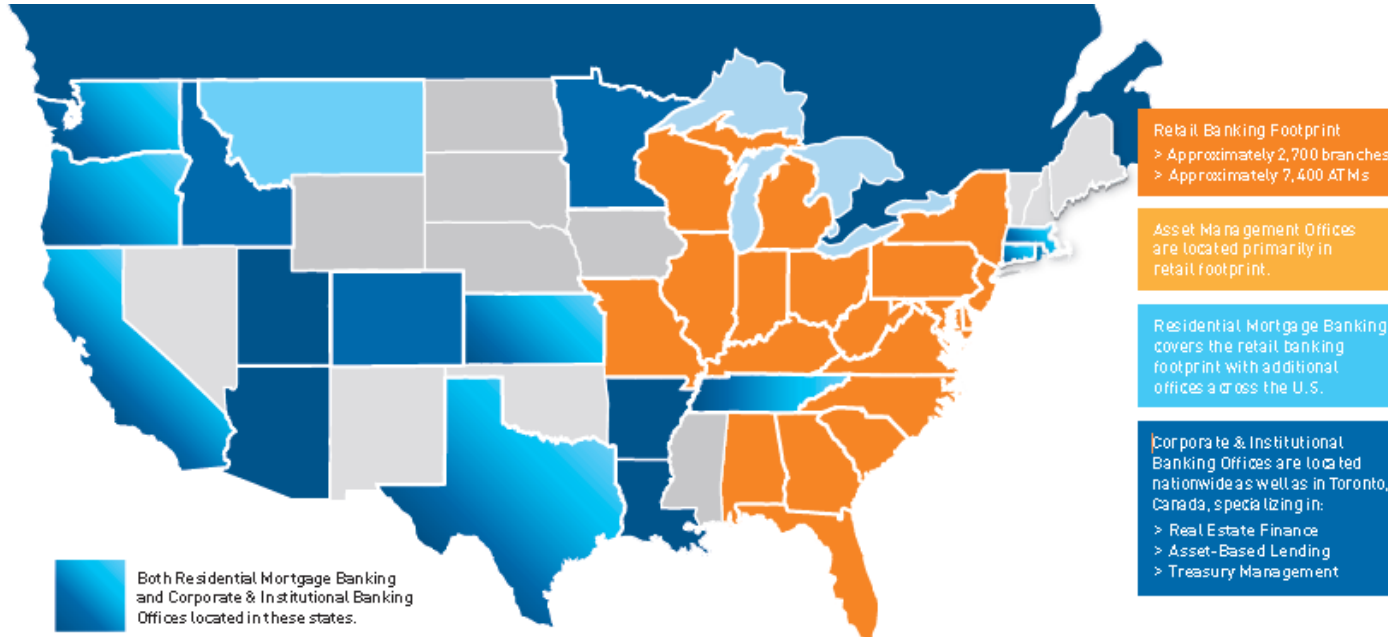 Retail Banking Footprint
> Approximately 2,700 branches
> Approximately 7,400 ATMs
Asset Management Offices
are located primarily in
retail footprint.
Residential Mortgage Banking
covers the retail banking
footprint with additional
offices across the U.S.
Corporate & Institutional
Banking Offices are located
nationwide as well as in Toronto,
Canada, specializing in:
> Real Estate Finance
> Asset-Based Lending
> Treasury Management
Both Residential Mortgage Banking
and Corporate & Institutional Banking
Offices located in these states.